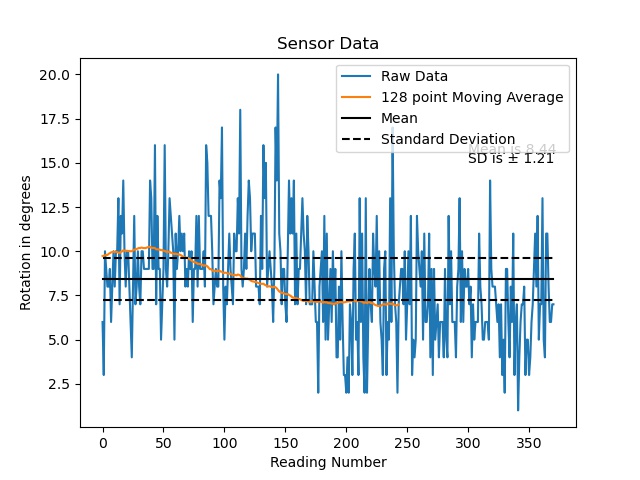 Sensor Data
Raw Data
128 point Moving Average
Mean
Standard Deviation
Mean is 8.44
SD is ± 1.21
20.0
17.5
15.0
12.5
10.0
7.5
5.0
2.5
Rotation in degrees
0 50 100 150 200 250 300 350
Reading Number